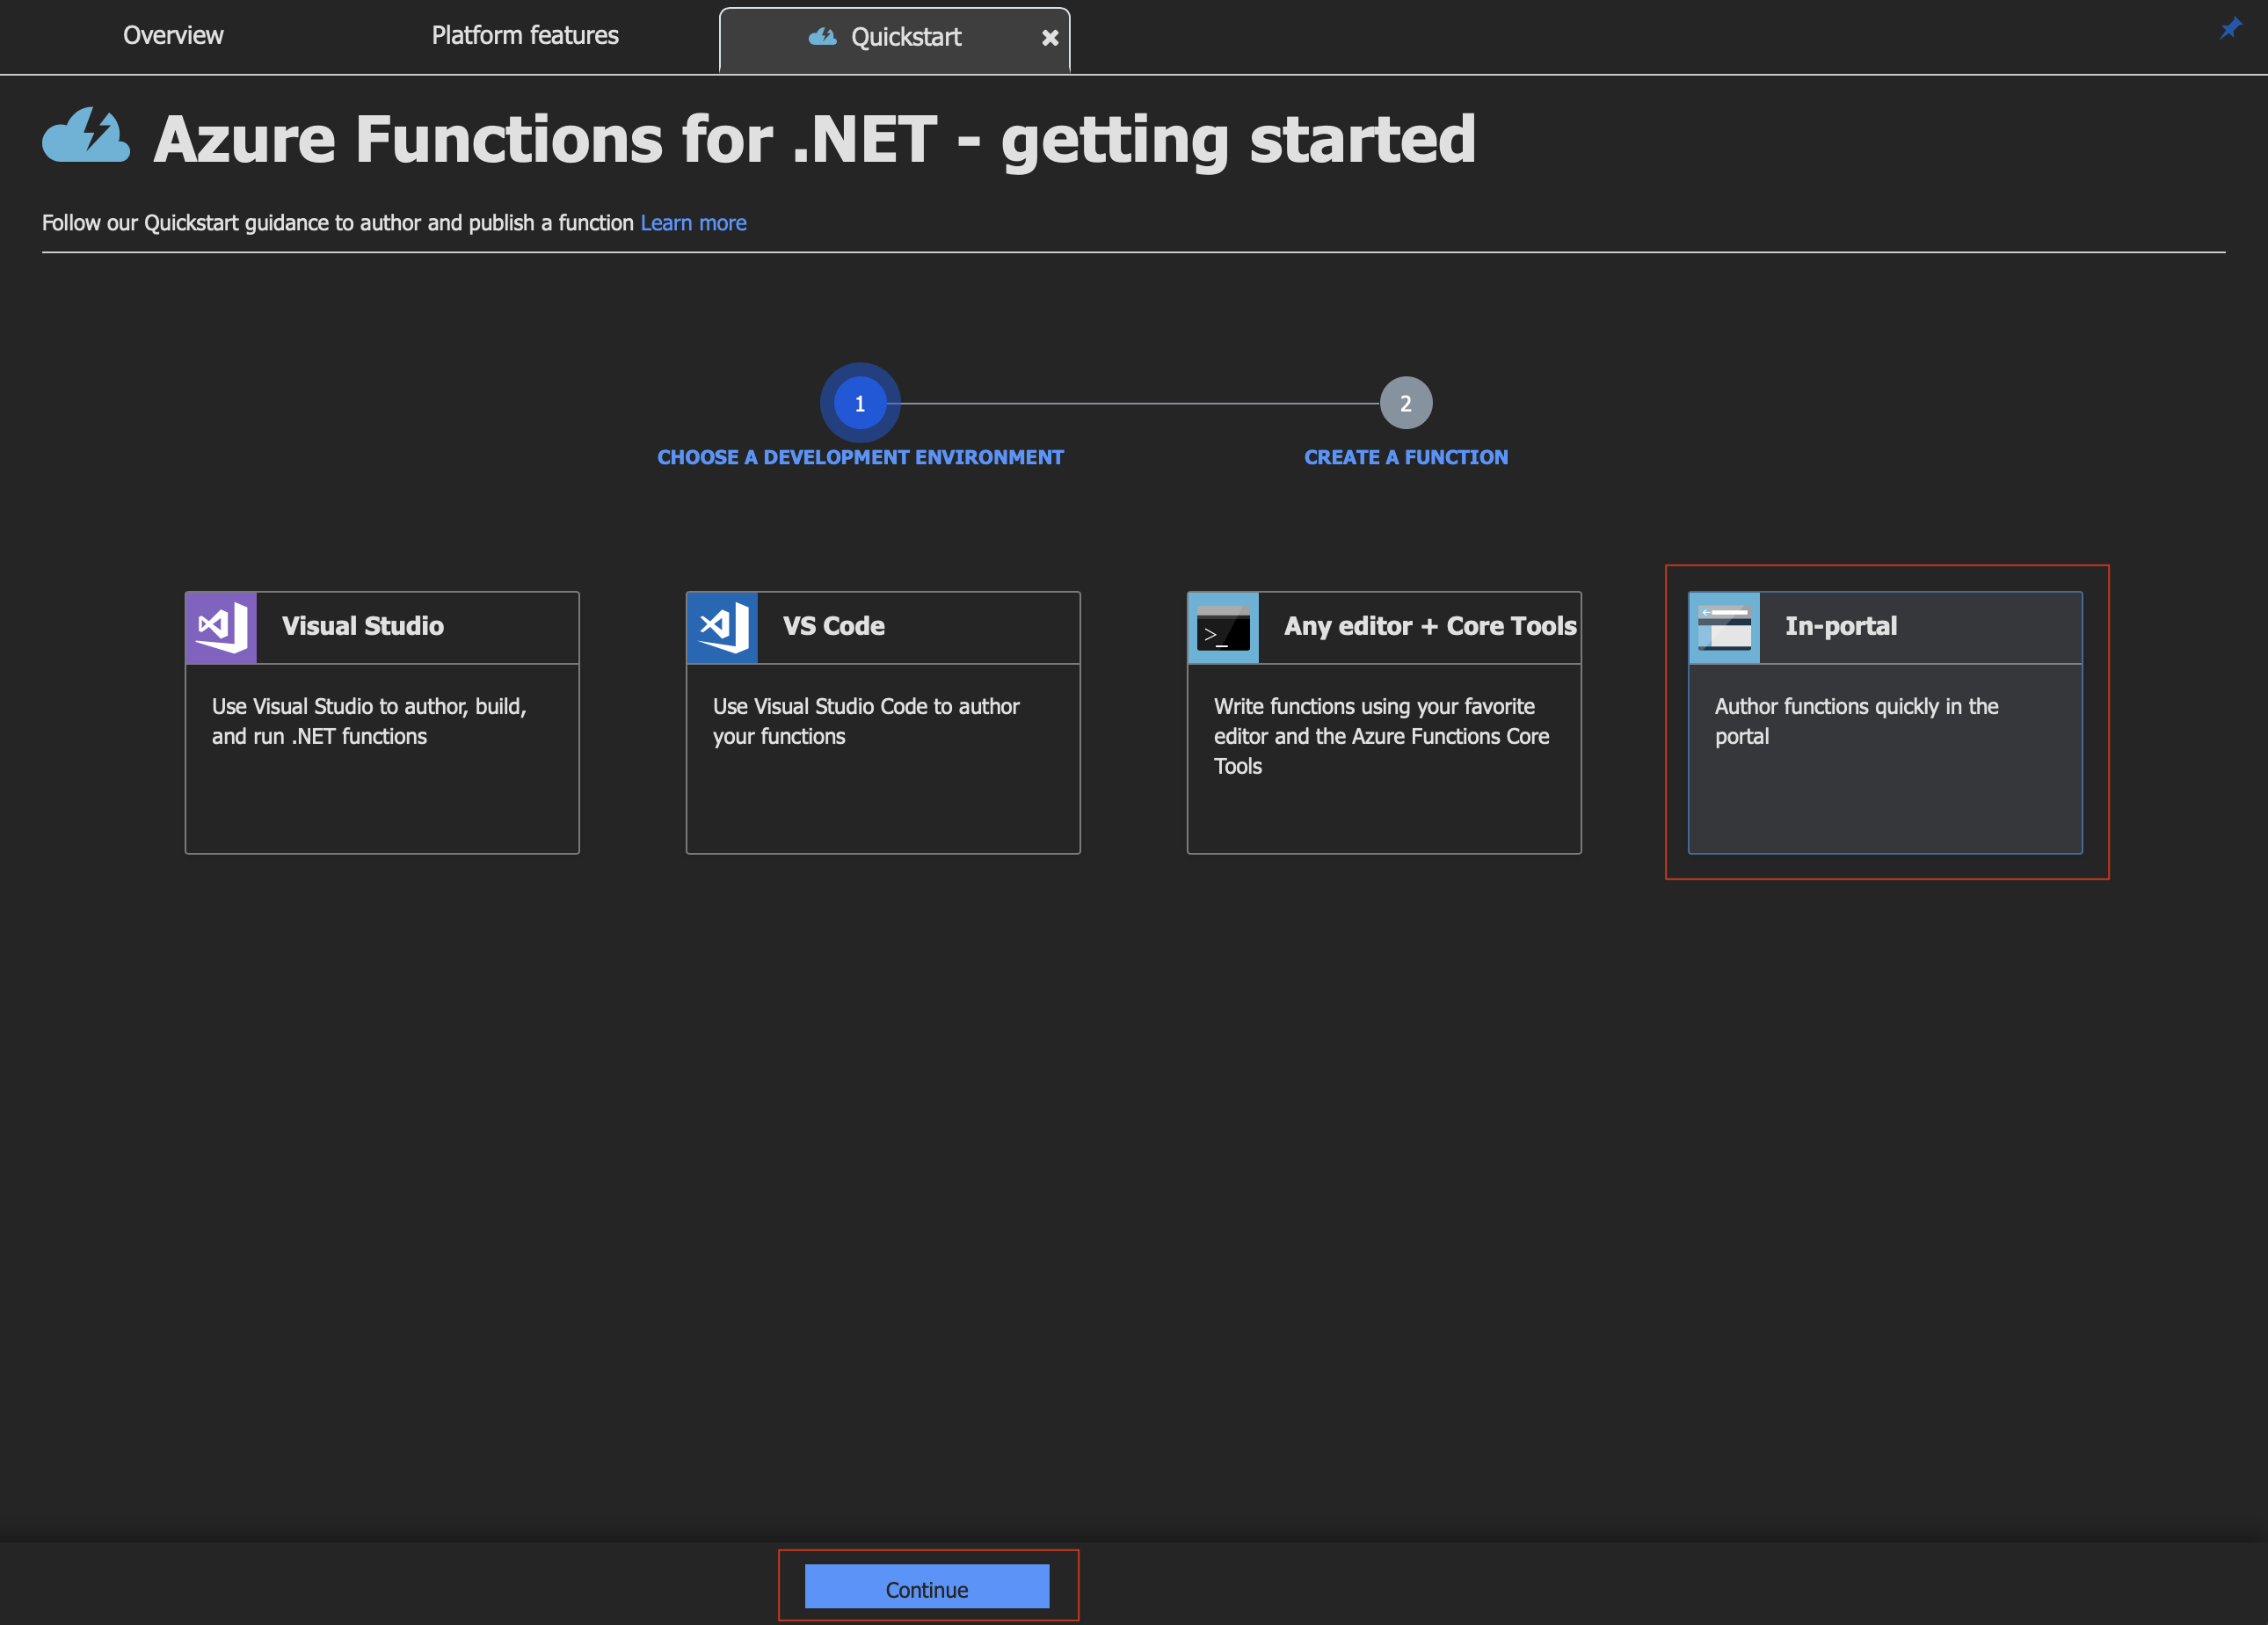 Overview
Platform features
Quickstart
Azure Functions for .NET - getting started
Follow our Quickstart guidance to author and publish a function Learn more
1
2
CHOOSE A DEVELOPMENT ENVIRONMENT
CREATE A FUNCTION
Visual Studio
Use Visual Studio to author, build,
and run .NET functions
VS Code
Use Visual Studio Code to author
your functions
>_
Any editor + Core Tools
Write functions using your favorite
editor and the Azure Functions Core
Tools
In-portal
Author functions quickly in the
portal
Continue